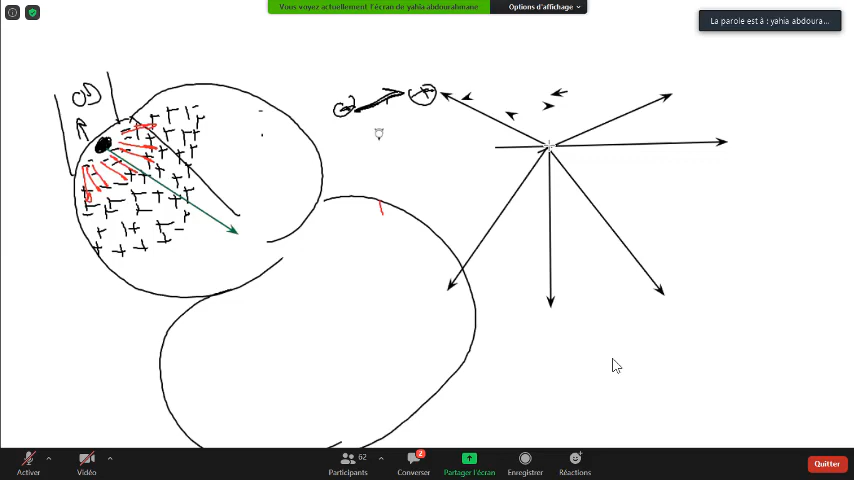 Vous voyez actuellement l'écran de yahia abdourahmane
Options d'affichage
La parole est à : yahia abdoura...
OD
- +
Activer
Vidéo
62
Participants
2
Converser
Partager l'écran
Enregistrer
Réactions
Quitter